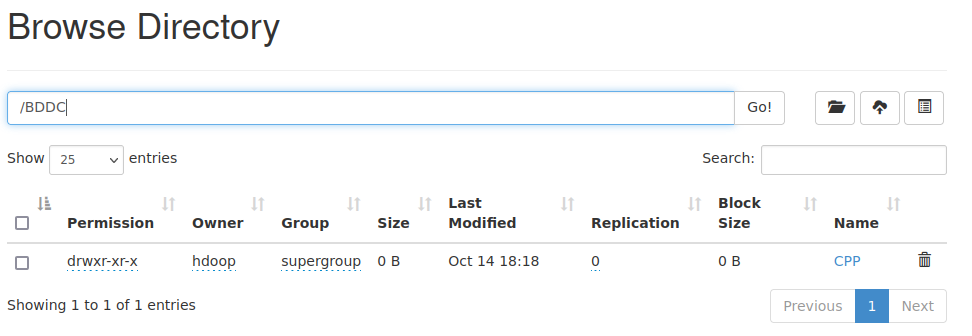 Browse Directory
/BDDC Go!
Show 25 entries Search:
Permission Owner Group Size Last Modified Replication Block Size Name
drwxr-xr-x hdoop supergroup 0 B Oct 14 18:18 0 0 B CPP
Showing 1 to 1 of 1 entries Previous 1 Next